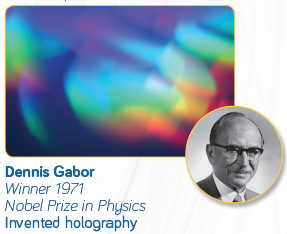 Dennis Gabor
Winner 1971
Nobel Prize in Physics
Invented holography